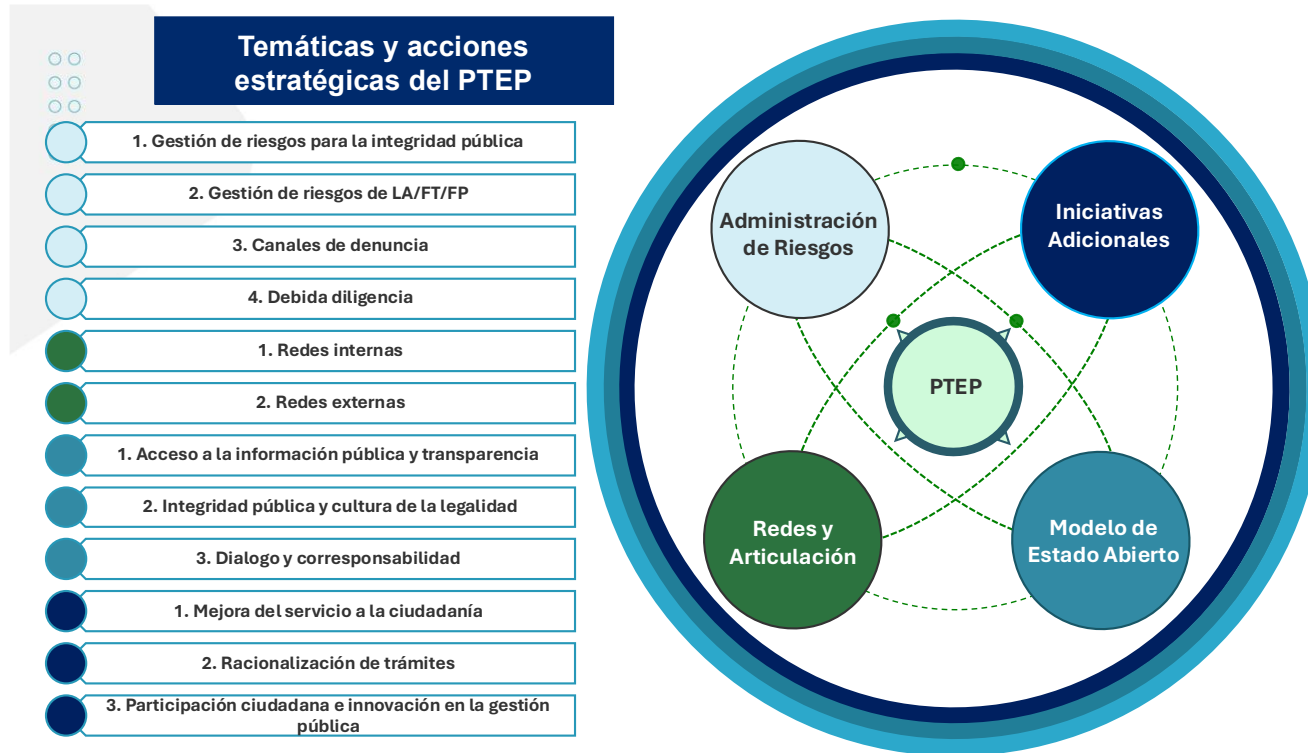 Temáticas y acciones
estratégicas del PTEP
1. Gestión de riesgos para la integridad pública
2. Gestión de riesgos de LA/FT/FP
3. Canales de denuncia
4. Debida diligencia
1. Redes internas
2. Redes externas
1. Acceso a la información pública y transparencia
2. Integridad pública y cultura de la legalidad
3. Dialogo y corresponsabilidad
1. Mejora del servicio a la ciudadanía
2. Racionalización de trámites
3. Participación ciudadana e innovación en la gestión
pública
Administración
de Riesgos
Iniciativas
Adicionales
PTEP
Redes y
Articulación
Modelo de
Estado Abierto